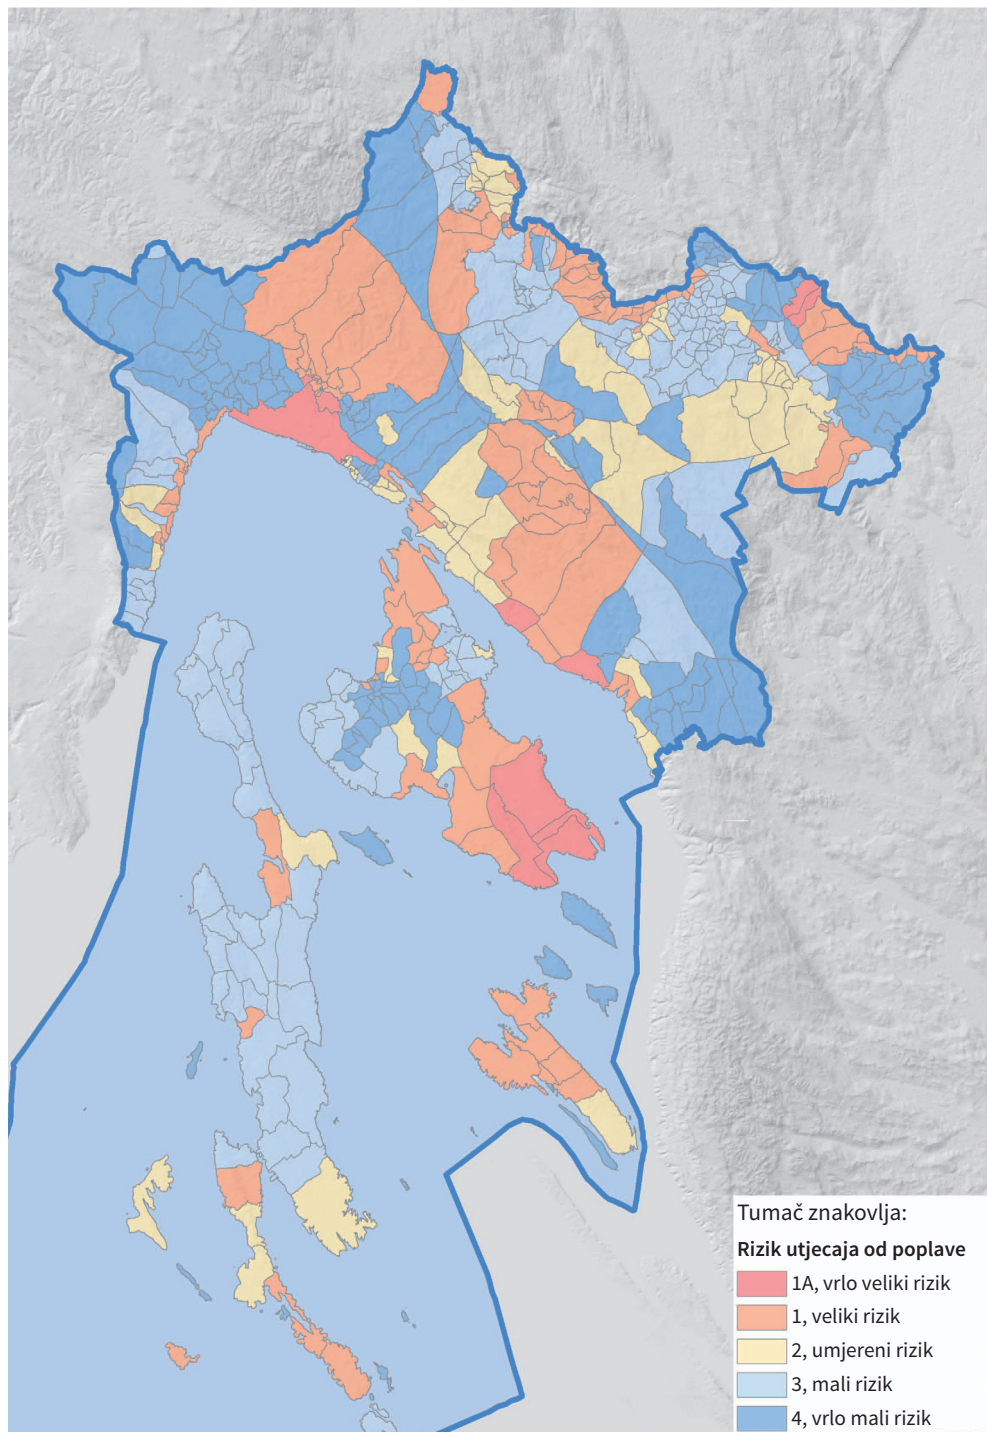 Tumač znakovlja:
Rizik utjecaja od poplave
1A, vrlo veliki rizik
1, veliki rizik
2, umjereni rizik
3, mali rizik
4, vrlo mali rizik